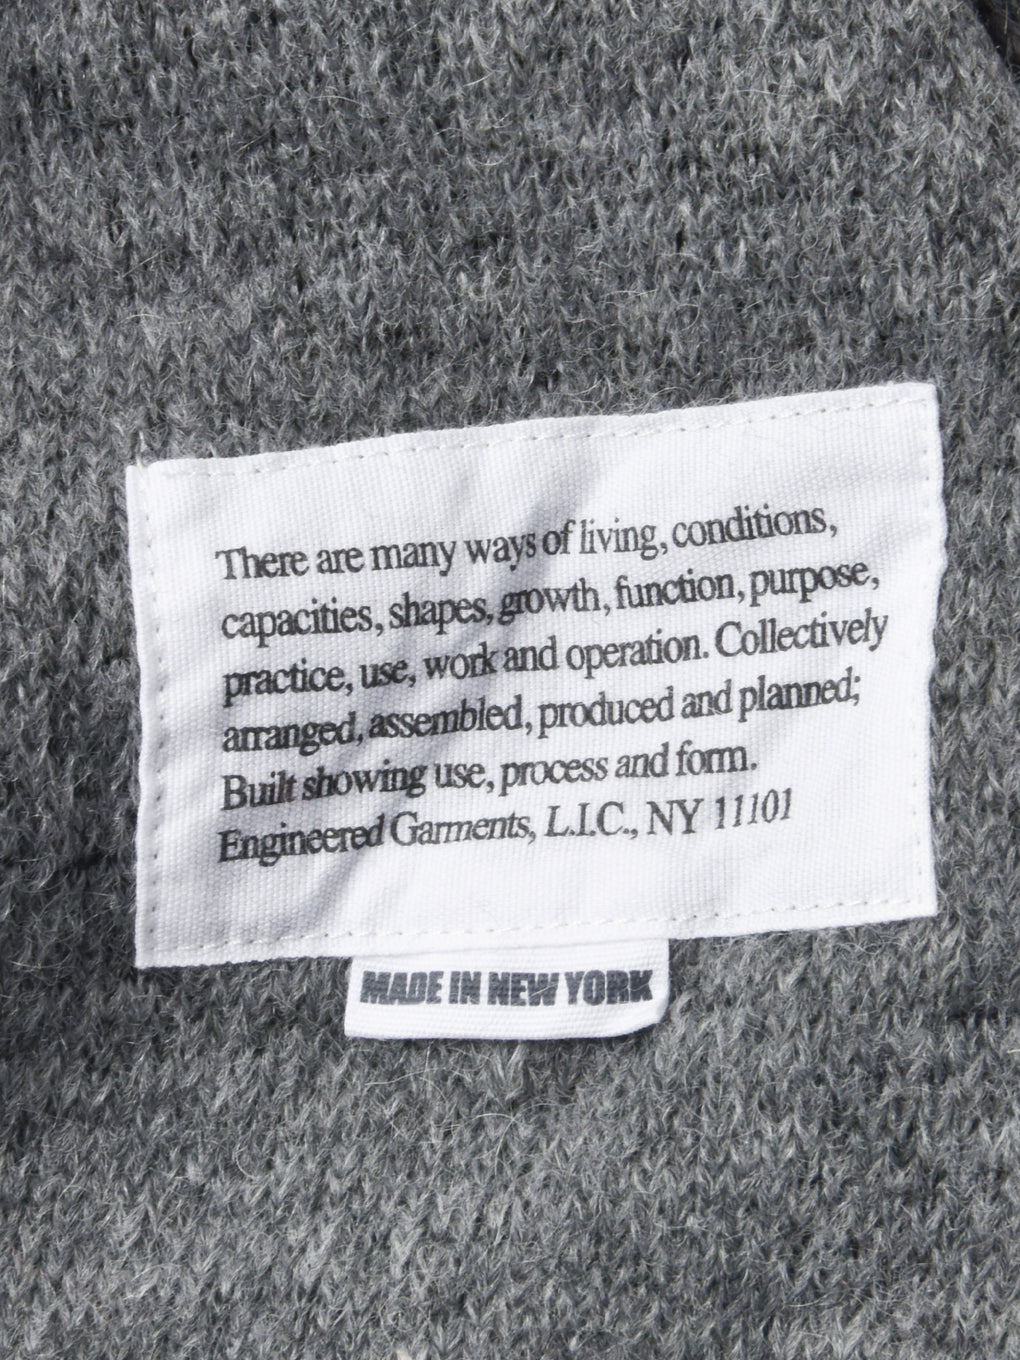 There are many ways of living, conditions,
capacities, shapes, growth, function, purpose,
practice, use, work and operation. Collectively
arranged, assembled, produced and planned;
Built showing use, process and form.
Engineered Garments, L.I.C., NY 11101
MADE IN NEW YORK